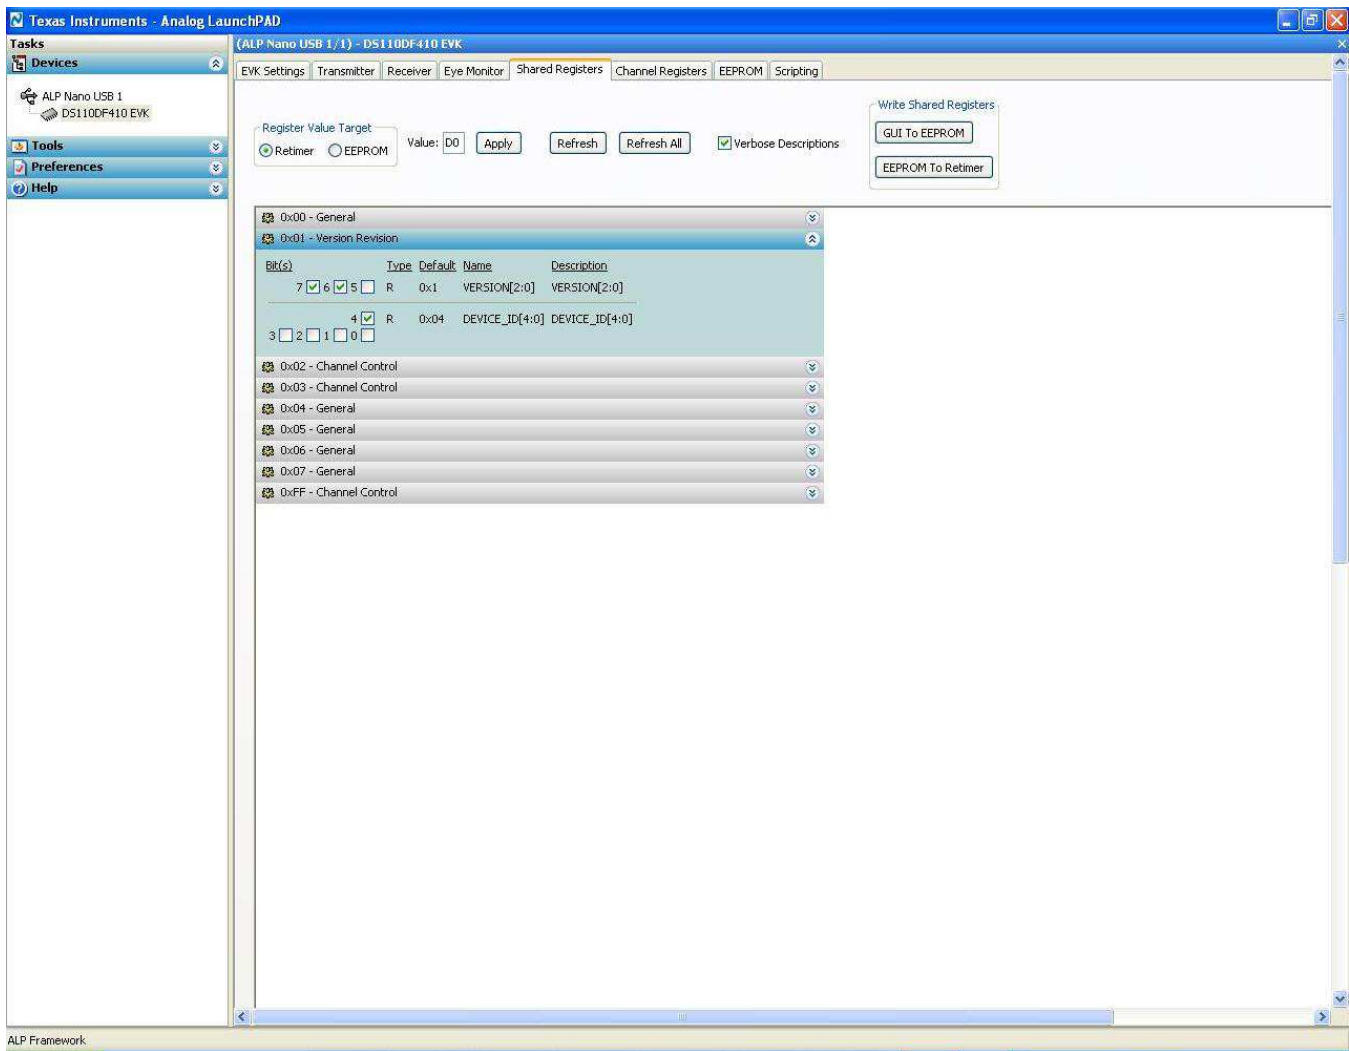 Texas Instruments - Analog LaunchPAD
Tasks
Devices
ALP Nano USB 1
DS110DF410 EVK
Tools
Preferences
Help
(ALP Nano USB 1/1) - DS110DF410 EVK
EVK Settings Transmitter Receiver Eye Monitor Shared Registers Channel Registers EEPROM Scripting
Register Value Target
Retimer EEPROM
Value: D0 Apply Refresh Refresh All Verbose Descriptions
Write Shared Registers
GUI To EEPROM
EEPROM To Retimer
0x00 - General
0x01 - Version Revision
Bit(s) Type Default Name Description
7 6 5 R 0x1 VERSION[2:0] VERSION[2:0]
4 R 0x04 DEVICE_ID[4:0] DEVICE_ID[4:0]
3 2 1 0
0x02 - Channel Control
0x03 - Channel Control
0x04 - General
0x05 - General
0x06 - General
0x07 - General
0xFF - Channel Control
ALP Framework